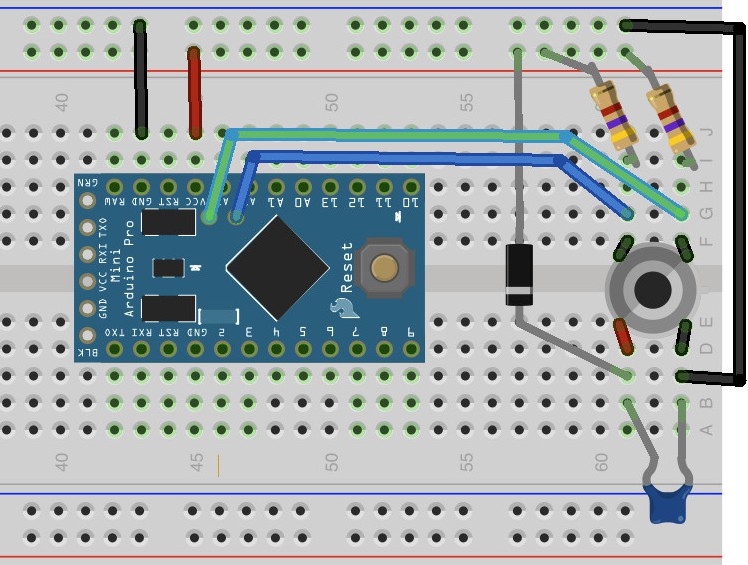 40 50 55
J
I
H
G
F
E
D
B
A
GRN
RAW GND RST VCC A1 A0 13 12 11 10
GND VCC RXI TXO
Mini
Arduino Pro
Reset
BLK
TXO RXI RST GND 2 3 4 5 6 7 8 9
40 45 50 55 60